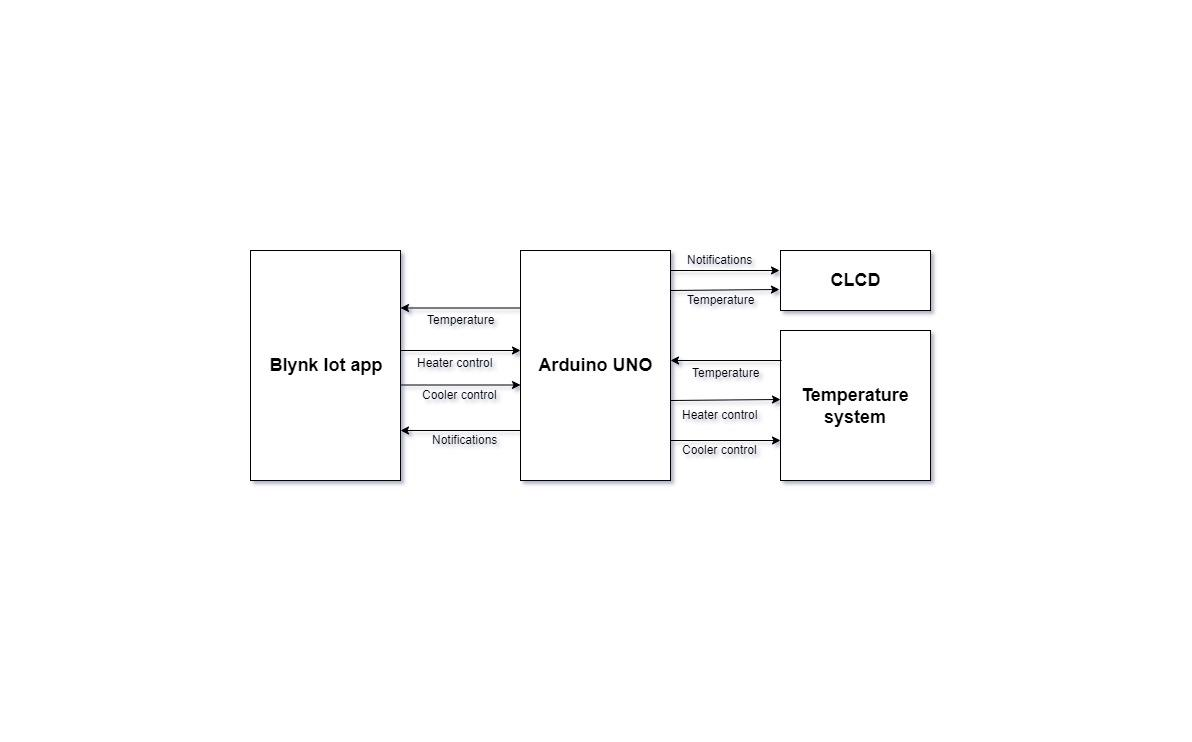 Notifications
CLCD
Temperature
Temperature
Blynk Iot app
Heater control
Arduino UNO
Temperature
Temperature
system
Cooler control
Heater control
Notifications
Cooler control